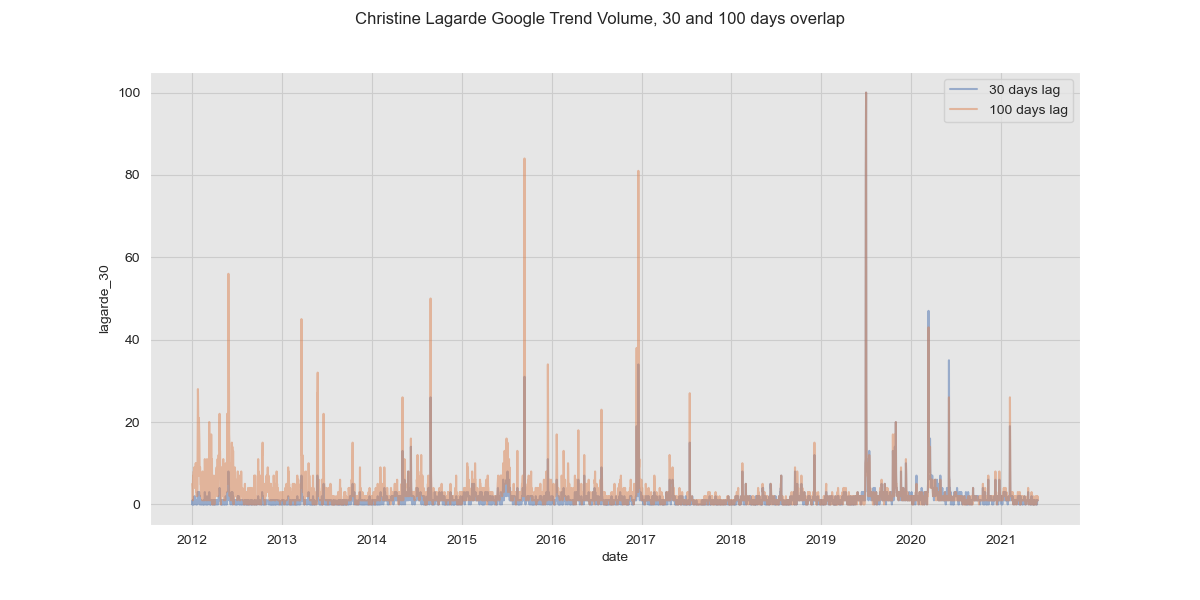 Christine Lagarde Google Trend Volume, 30 and 100 days overlap
30 days lag
100 days lag
100
80
60
40
20
0
lagarde_30
2012 2013 2014 2015 2016 2017 2018 2019 2020 2021
date